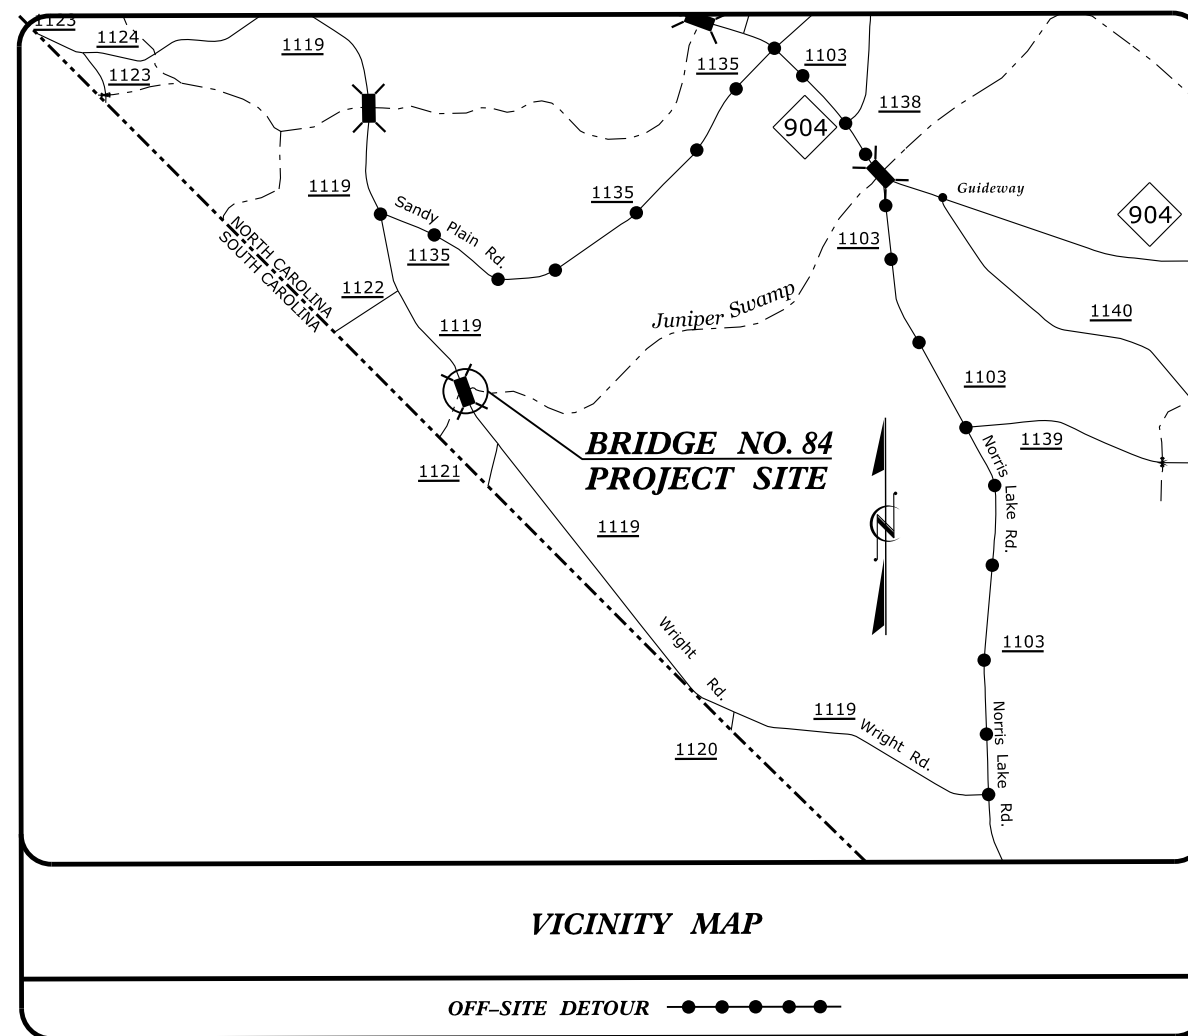 1123
1124
1119
1123
1135
1103
1138
904
Guideway
904
1119
Sandy Plain Rd.
1135
1135
1103
NORTH CAROLINA
SOUTH CAROLINA
1122
1119
Juniper Swamp
1140
1103
BRIDGE NO. 84
PROJECT SITE
1139
Norris Lake Rd.
1121
1119
N
Wright Rd.
1103
1119
Wright Rd.
1120
Norris Lake Rd.
VICINITY MAP
OFF-SITE DETOUR